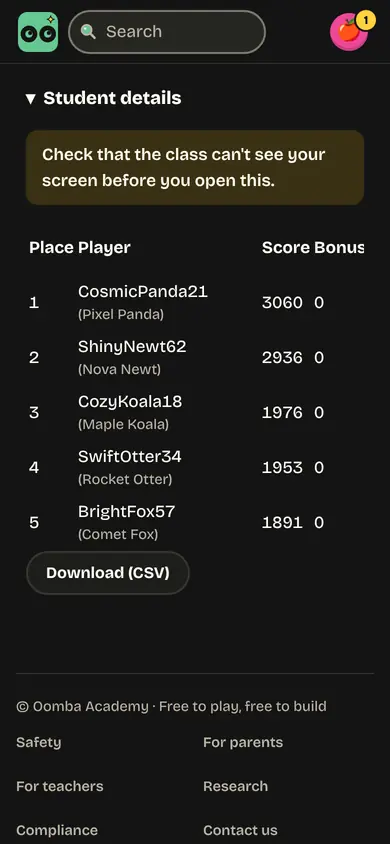 Search
1
▼ Student details
Check that the class can't see your
screen before you open this.
Place Player Score Bonus
1 CosmicPanda21 3060 0
(Pixel Panda)
2 ShinyNewt62 2936 0
(Nova Newt)
3 CozyKoala18 1976 0
(Maple Koala)
4 SwiftOtter34 1953 0
(Rocket Otter)
5 BrightFox57 1891 0
(Comet Fox)
Download (CSV)
© Oomba Academy · Free to play, free to build
Safety For parents
For teachers Research
Compliance Contact us